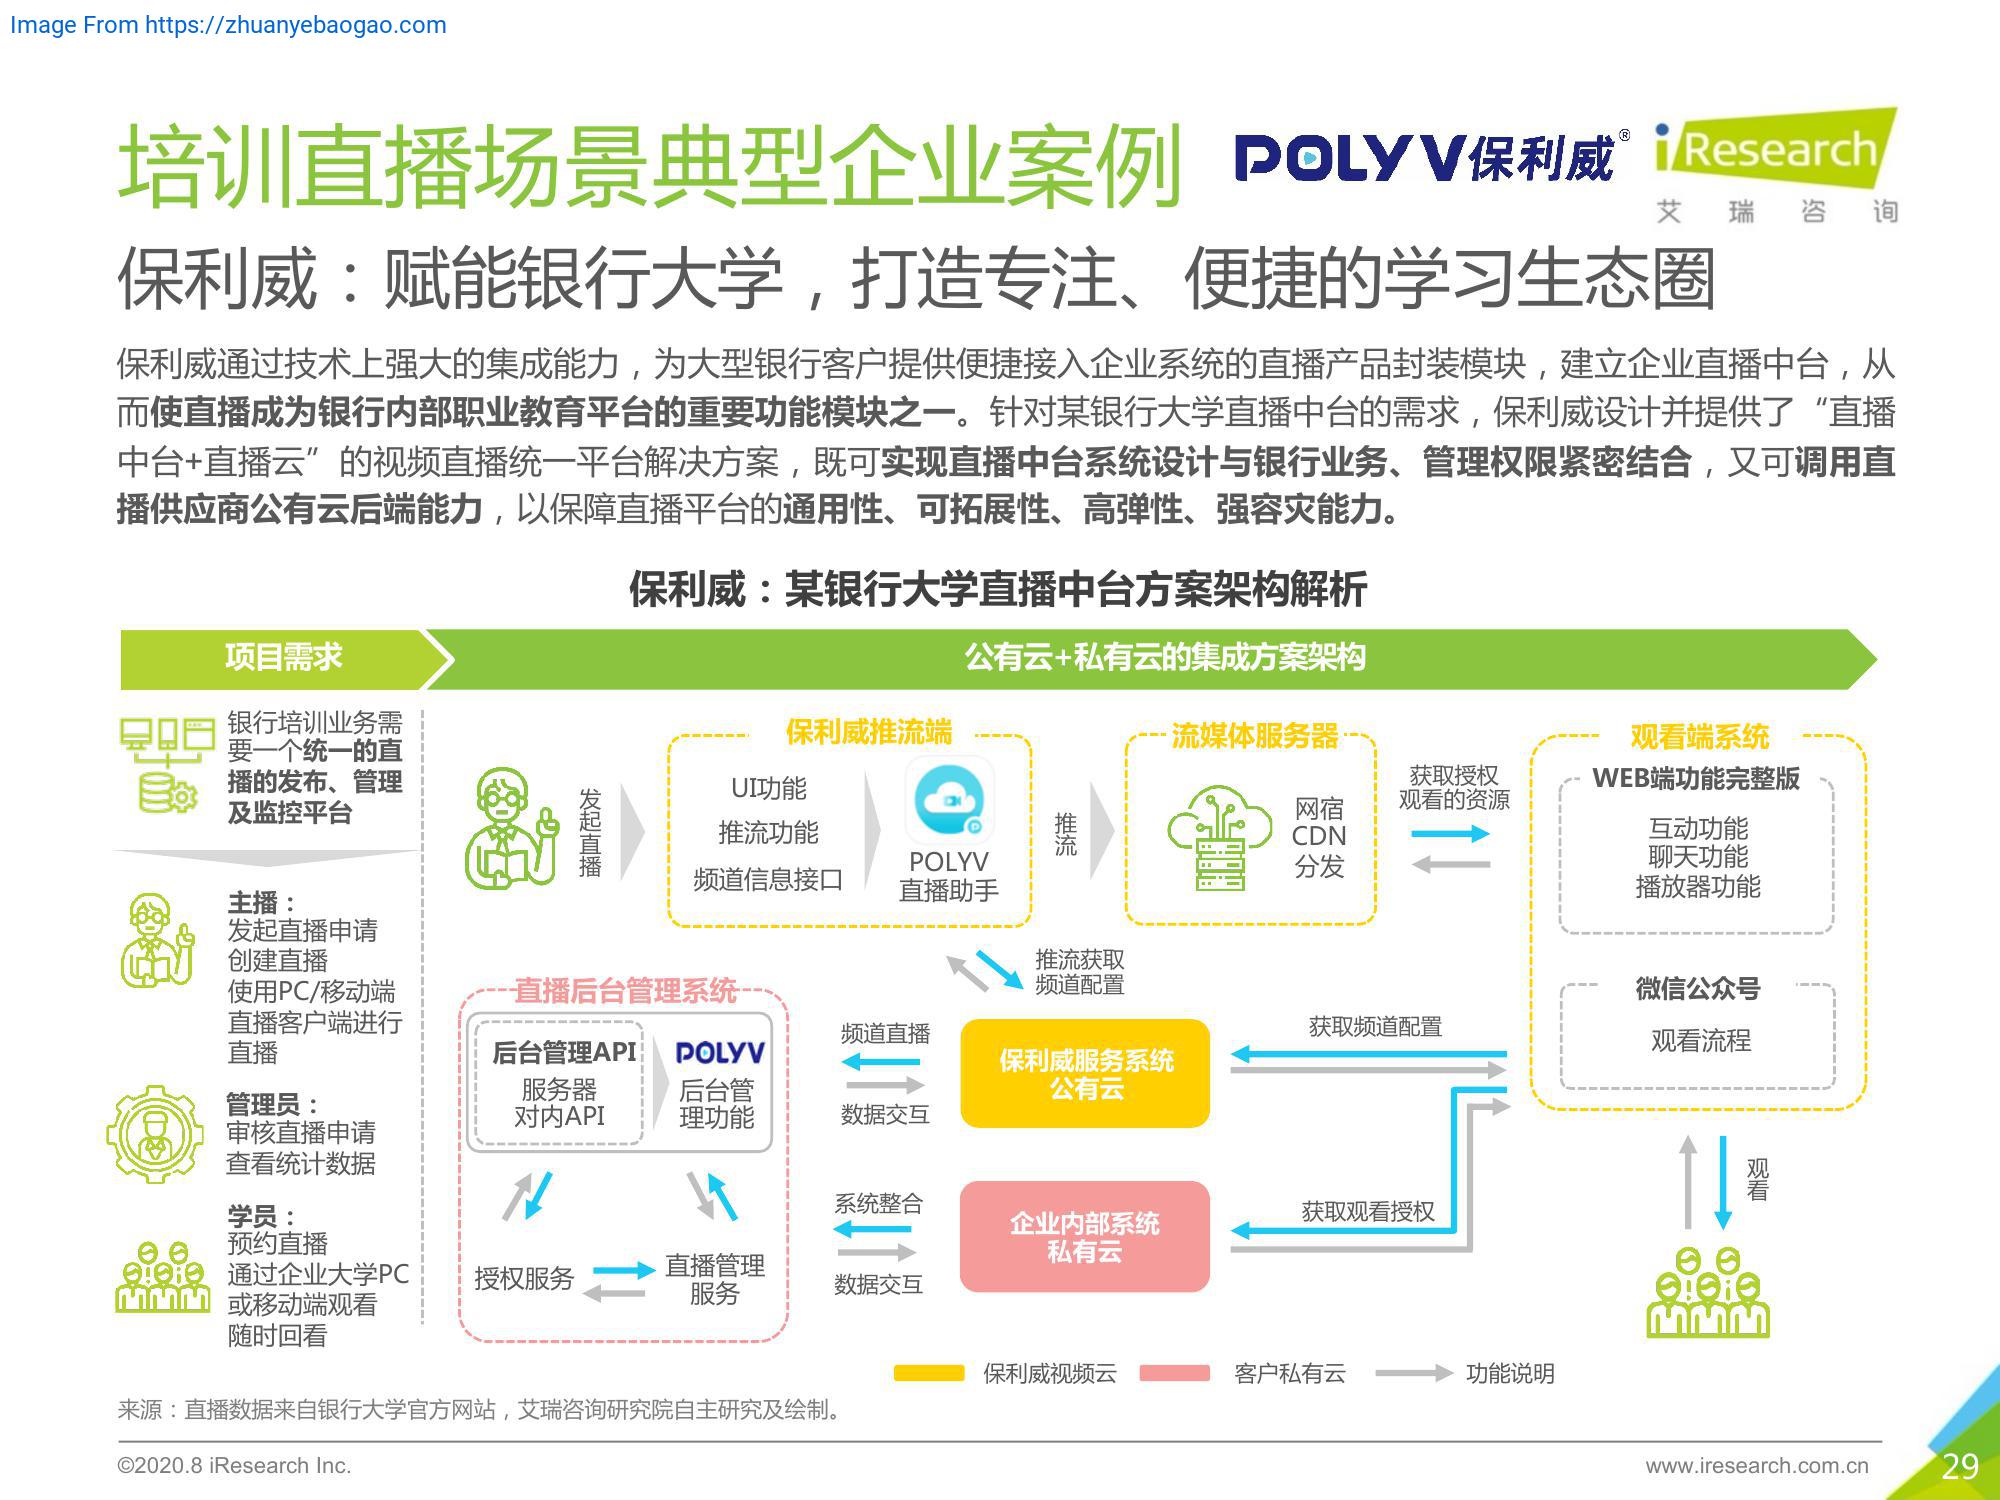 Image From https://zhuanyebaogao.com
培训直播场景典型企业案例
POLYV保利威®
iResearch
艾瑞咨询
保利威：赋能银行大学，打造专注、便捷的学习生态圈
保利威通过技术上强大的集成能力，为大型银行客户提供便捷接入企业系统的直播产品封装模块，建立企业直播中台，从
而使直播成为银行内部职业教育平台的重要功能模块之一。针对某银行大学直播中台的需求，保利威设计并提供了“直播
中台+直播云”的视频直播统一平台解决方案，既可实现直播中台系统设计与银行业务、管理权限紧密结合，又可调用直
播供应商公有云后端能力，以保障直播平台的通用性、可拓展性、高弹性、强容灾能力。
保利威：某银行大学直播中台方案架构解析
项目需求
公有云+私有云的集成方案架构
银行培训业务需
要一个统一的直
播的发布、管理
及监控平台
主播：
发起直播申请
创建直播
使用PC/移动端
直播客户端进行
直播
管理员：
审核直播申请
查看统计数据
学员：
预约直播
通过企业大学PC
或移动端观看
随时回看
发起直播
保利威推流端
UI功能
推流功能
频道信息接口
POLYV
直播助手
推流
流媒体服务器
网宿
CDN
分发
获取授权
观看的资源
观看端系统
WEB端功能完整版
互动功能
聊天功能
播放器功能
微信公众号
观看流程
推流获取
频道配置
直播后台管理系统
后台管理API
服务器
对内API
POLYV
后台管
理功能
授权服务
直播管理
服务
频道直播
数据交互
保利威服务系统
公有云
获取频道配置
系统整合
数据交互
企业内部系统
私有云
获取观看授权
观看
保利威视频云
客户私有云
功能说明
来源：直播数据来自银行大学官方网站，艾瑞咨询研究院自主研究及绘制。
©2020.8 iResearch Inc.
www.iresearch.com.cn
29